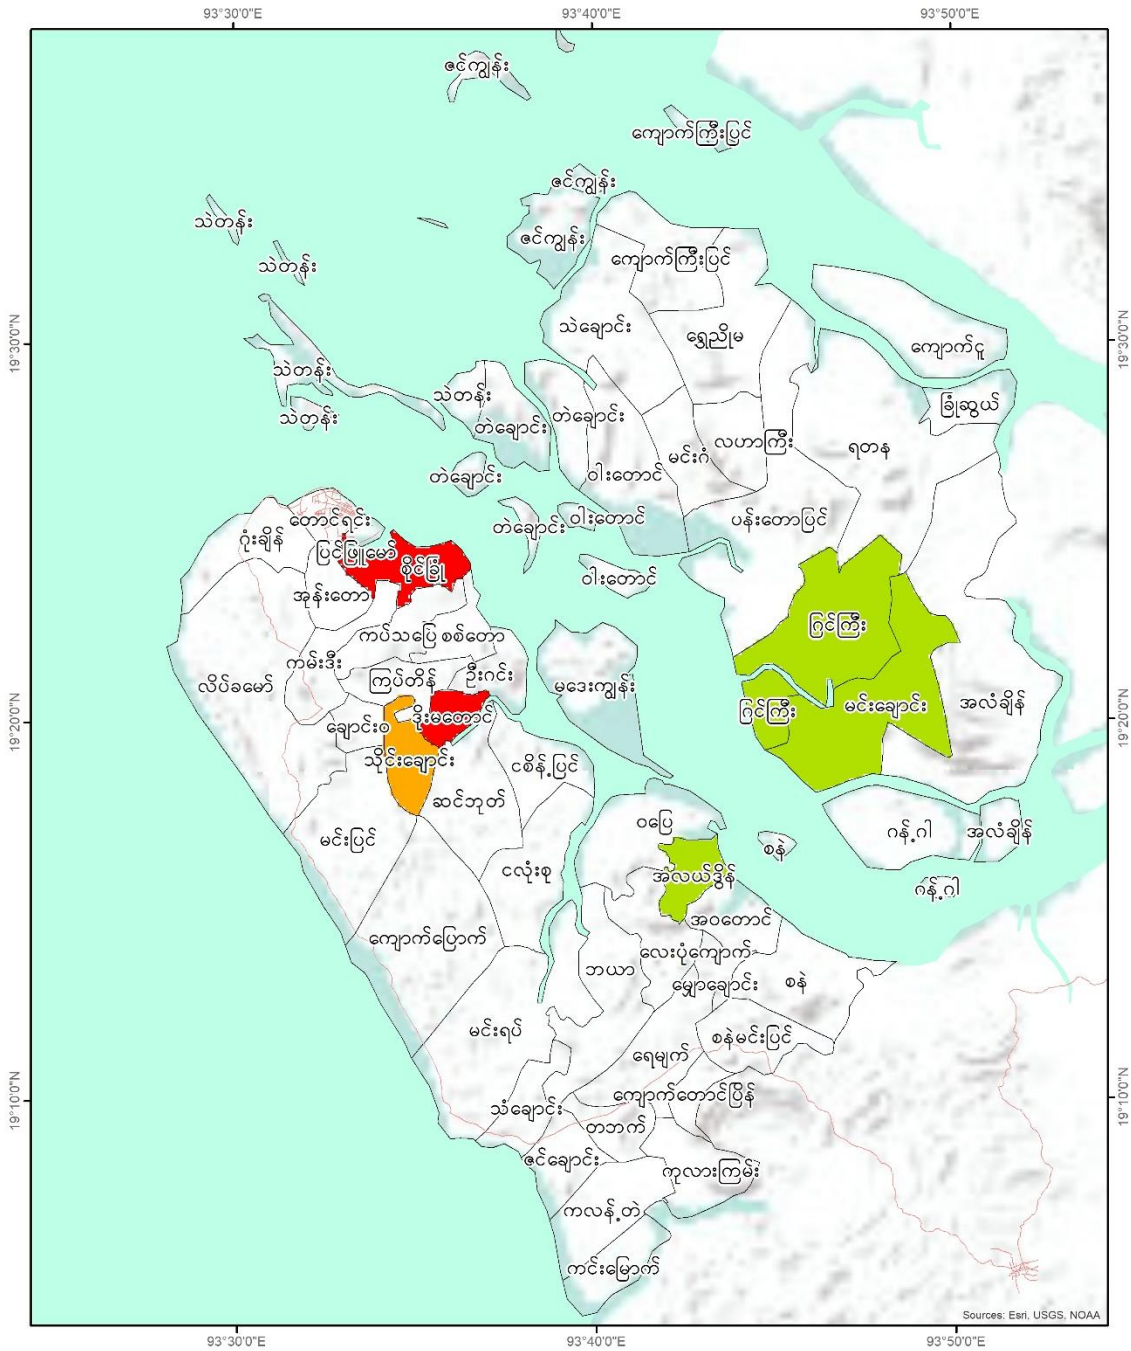 93°30'0"E
93°40'0"E
93°50'0"E
ဇင်ကျွန်း
ကျောက်ကြီးပြင်
ဇင်ကျွန်း
သဲတန်း
ဇင်ကျွန်း
ကျောက်ကြီးပြင်
သဲတန်း
သဲချောင်း
ရွှေညိုမ
19°30'0"N
19°30'0"N
ကျောက်ငူ
သဲတန်း
သဲတန်း
ခြုံဆွယ်
သဲတန်း
တဲချောင်း
တဲချောင်း
လဟာကြီး
ရတနာ
မင်းဂံ
တဲချောင်း
ဝါးတောင်
တောင်ရင်း
တဲချောင်း
ဝါးတောင်
ပန်းတောပြင်
ဂုံးချိန်
ပြင်ဖြူမော်
စိုင်ခြုံ
ဝါးတောင်
အုန်းတော
ဂြင်ကြီး
ကပ်သပြေ
စစ်တော
ကမ်းဒီး
လိပ်ခမော်
ကြပ်တိန်
ဦးဂင်း
မဒေးကျွန်း
ဂြင်ကြီး
မင်းချောင်း
အလံချိန်
19°20'0"N
19°20'0"N
ချောင်းဝ
ဒိုးမတောင်
သိုင်းချောင်း
ငစိန့်ပြင်
ဆင်ဘုတ်
မင်းပြင်
ဝပြေ
စနဲ
ဂန့်ဂါ
အလံချိန်
ငလုံးစု
အလယ်ဒွိန်
ဂန့်ဂါ
အဝတောင်
ကျောက်ပြောက်
လေးပုံကျောက်
ဘယာ
မျှောချောင်း
စနဲ
မင်းရပ်
စနဲမင်းပြင်
ရေမျက်
19°10'0"N
19°10'0"N
သံချောင်း
ကျောက်တောင်ပြိန်
တဘက်
ဇင်ချောင်း
ကုလားကြမ်း
ကလန့်တဲ
ကင်းမြောက်
Sources: Esri, USGS, NOAA
93°30'0"E
93°40'0"E
93°50'0"E